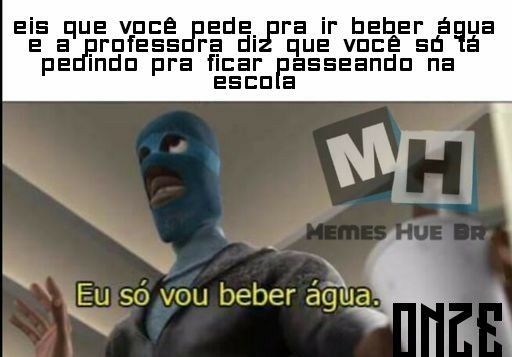 eis que você pede pra ir beber água
e a professora diz que você só tá
pedindo pra ficar passeando na
escola
MH
MEMES HUE BR
Eu só vou beber água.
ONZE